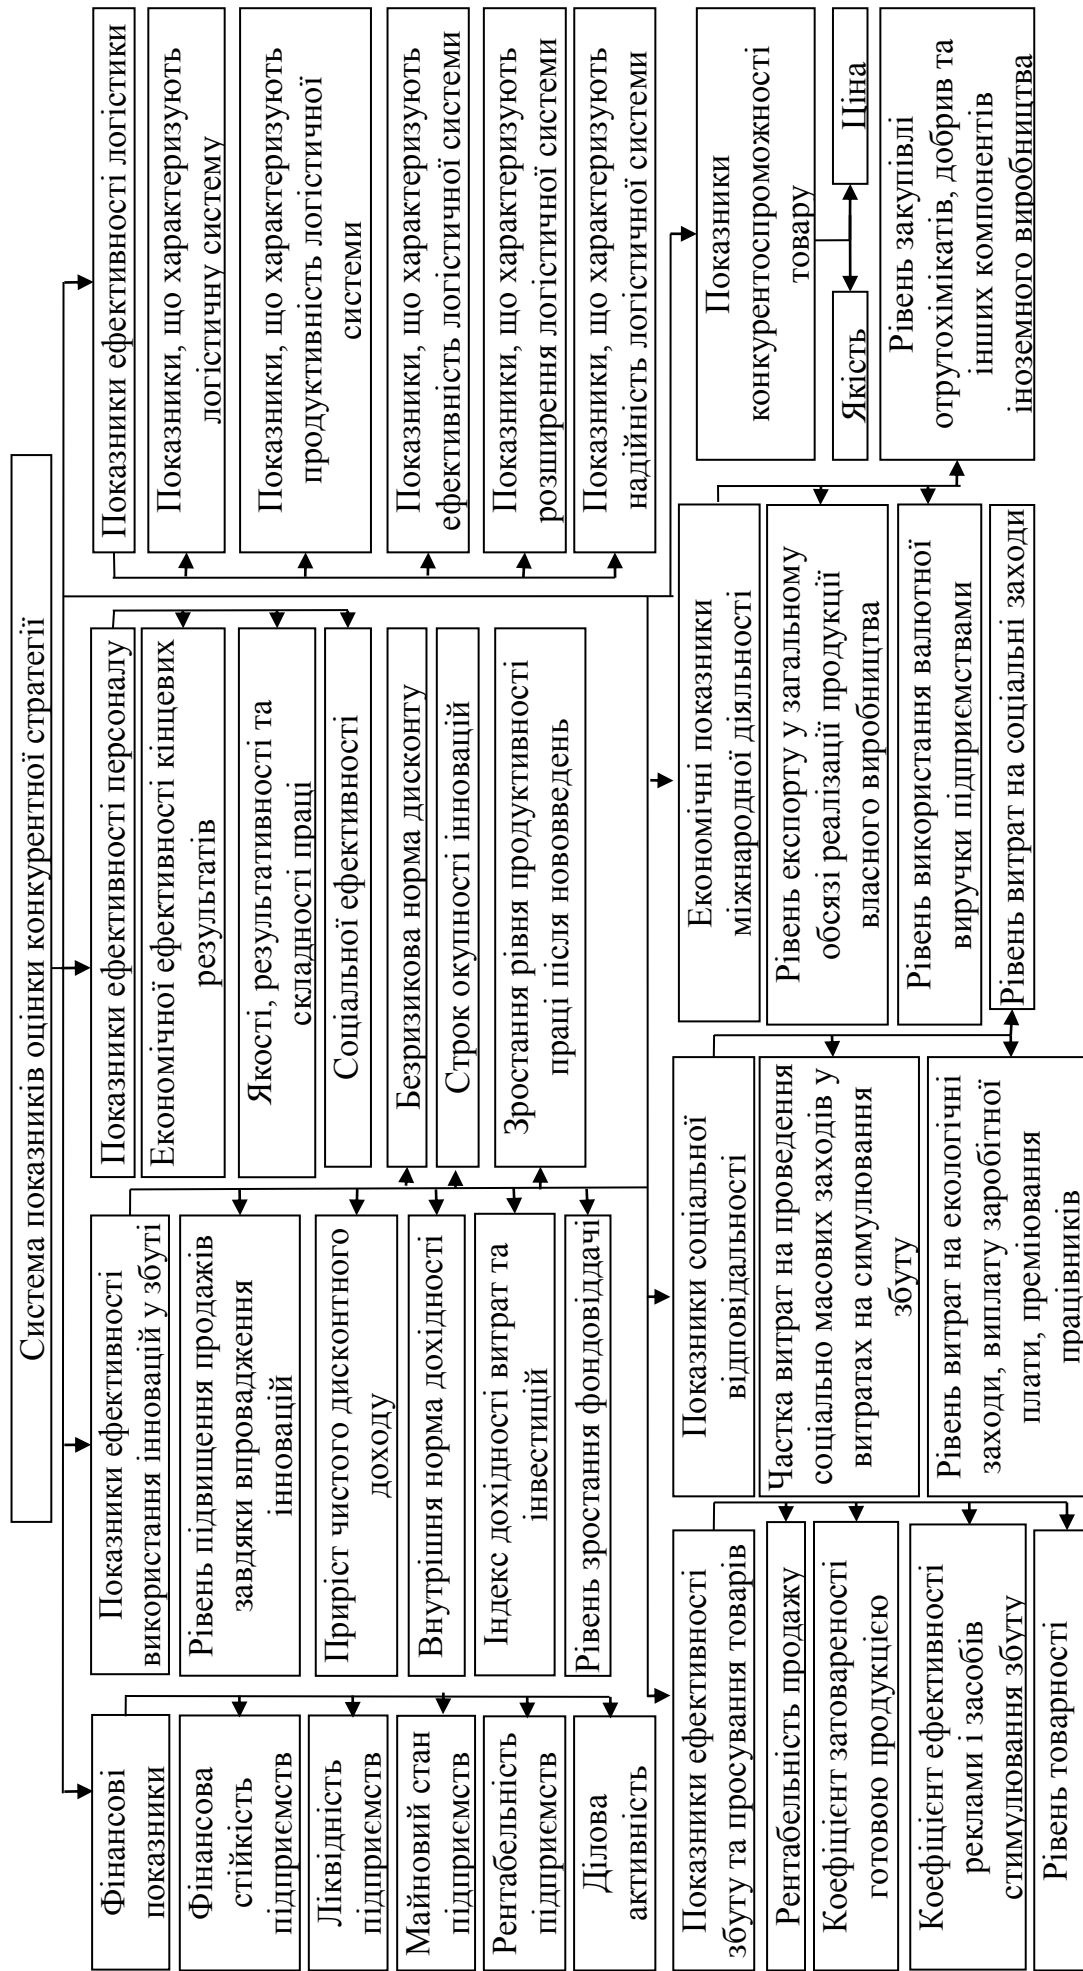 Система показників оцінки конкурентної стратегії
Фінансові
показники
Фінансова
стійкість
підприємств
Ліквідність
підприємств
Майновий стан
підприємств
Рентабельність
підприємств
Ділова
активність
Показники ефективності
використання інновацій у збуті
Рівень підвищення продажів
завдяки впровадження
інновацій
Приріст чистого дисконтного
доходу
Внутрішня норма дохідності
Індекс дохідності витрат та
інвестицій
Рівень зростання фондовіддачі
Безризикова норма дисконту
Строк окупності інновацій
Зростання рівня продуктивності
праці після нововведень
Показники ефективності персоналу
Економічної ефективності кінцевих
результатів
Якості, результативності та
складності праці
Соціальної ефективності
Показники ефективності логістики
Показники, що характеризують
логістичну систему
Показники, що характеризують
продуктивність логістичної
системи
Показники, що характеризують
ефективність логістичної системи
Показники, що характеризують
розширення логістичної системи
Показники, що характеризують
надійність логістичної системи
Показники ефективності
збуту та просування товарів
Рентабельність продажу
Коефіцієнт затовареності
готовою продукцією
Коефіцієнт ефективності
реклами і засобів
стимулювання збуту
Рівень товарності
Показники соціальної
відповідальності
Частка витрат на проведення
соціально масових заходів у
витратах на симулювання
збуту
Рівень витрат на екологічні
заходи, виплату заробітної
плати, преміювання
працівників
Рівень витрат на соціальні заходи
Економічні показники
міжнародної діяльності
Рівень експорту у загальному
обсязі реалізації продукції
власного виробництва
Рівень використання валютної
виручки підприємствами
Рівень закупівлі
отрутохімікатів, добрив та
інших компонентів
іноземного виробництва
Показники
конкурентоспроможності
товару
Якість
Ціна